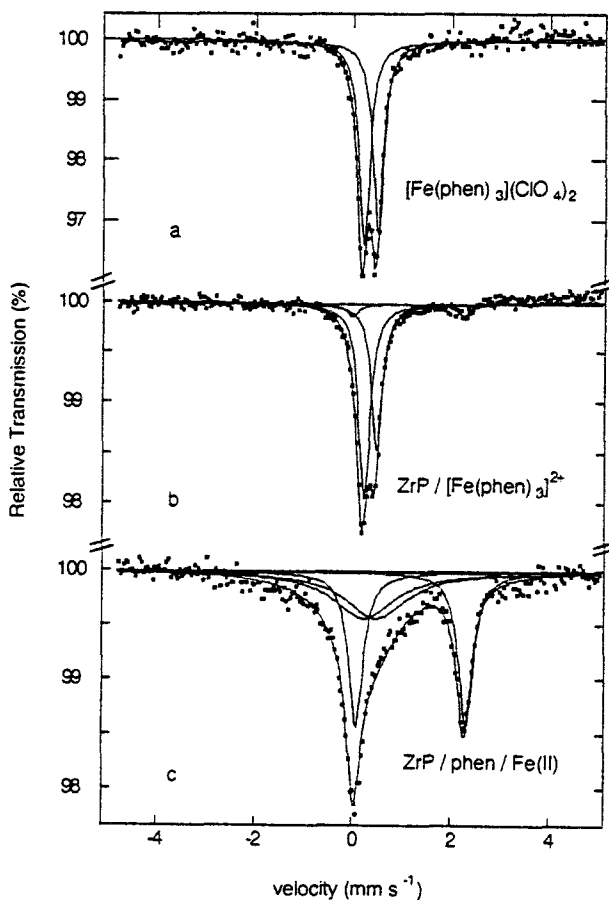 100
99
98
97
[Fe(phen)3](ClO4)2
a
100
99
98
ZrP / [Fe(phen)3]2+
b
100
99
98
ZrP / phen / Fe(II)
c
Relative Transmission (%)
-4 -2 0 2 4
velocity (mm s-1)